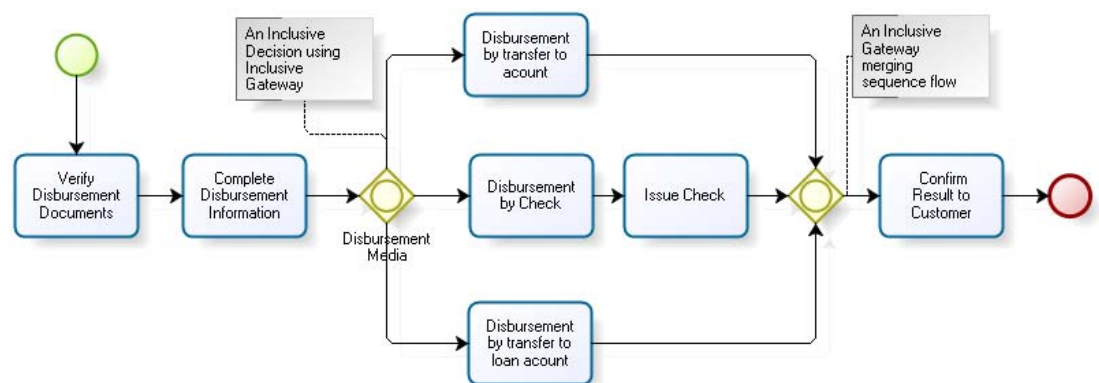 An Inclusive
Decision using
Inclusive
Gateway
Disbursement
by transfer to
acount
An Inclusive
Gateway
merging
sequence flow
Verify
Disbursement
Documents
Complete
Disbursement
Information
Disbursement
Media
Disbursement
by Check
Issue Check
Confirm
Result to
Customer
Disbursement
by transfer to
loan acount